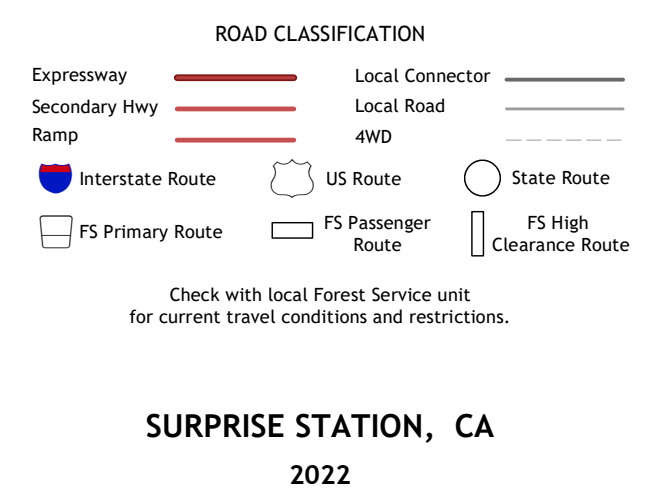 ROAD CLASSIFICATION
Expressway
Local Connector
Secondary Hwy
Local Road
Ramp
4WD
Interstate Route
US Route
State Route
FS Primary Route
FS Passenger
Route
FS High
Clearance Route
Check with local Forest Service unit
for current travel conditions and restrictions.
SURPRISE STATION, CA
2022